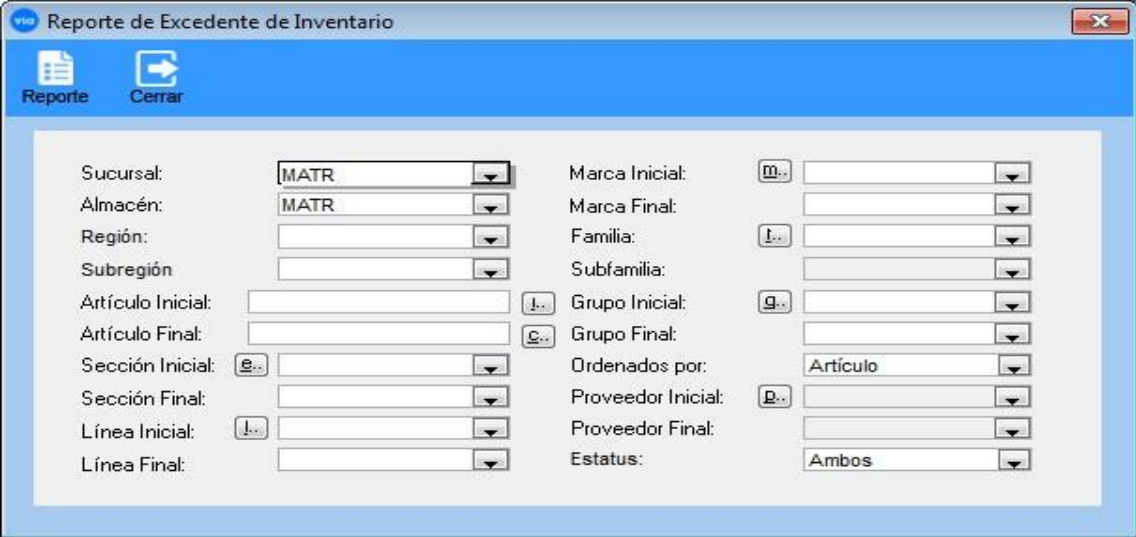 via Reporte de Excedente de Inventario
Reporte Cerrar
Sucursal: MATR
Almacén: MATR
Región:
Subregión
Artículo Inicial:
Artículo Final:
Sección Inicial: e..
Sección Final:
Línea Inicial:
Línea Final:
Marca Inicial: m..
Marca Final:
Familia:
Subfamilia:
Grupo Inicial: g..
Grupo Final:
Ordenados por: Artículo
Proveedor Inicial: p..
Proveedor Final:
Estatus: Ambos
c..